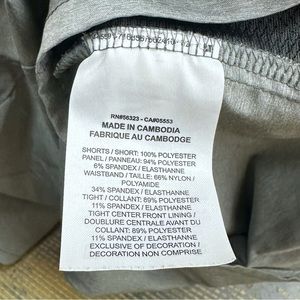 RN#56323 - CA#05553
MADE IN CAMBODIA
FABRIQUE AU CAMBODGE
SHORTS / SHORT: 100% POLYESTER
PANEL / PANNEAU: 94% POLYESTER
6% SPANDEX / ELASTHANNE
WAISTBAND / TAILLE: 66% NYLON /
POLYAMIDE
34% SPANDEX / ELASTHANNE
TIGHT / COLLANT: 89% POLYESTER
11% SPANDEX / ELASTHANNE
TIGHT CENTER FRONT LINING /
DOUBLURE CENTRALE AVANT DU
COLLANT: 89% POLYESTER
11% SPANDEX / ELASTHANNE
EXCLUSIVE OF DECORATION /
DECORATION NON COMPRISE